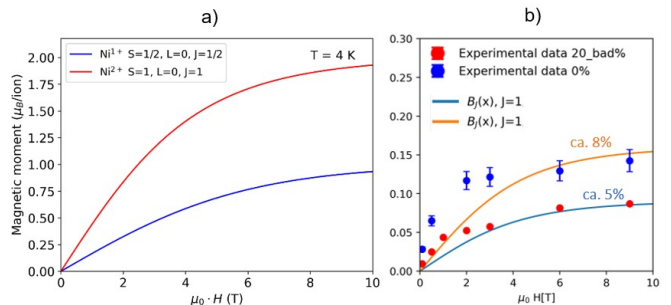 a)
Ni¹⁺ S=1/2, L=0, J=1/2
Ni²⁺ S=1, L=0, J=1
T = 4 K
Magnetic moment (μ_B/ion)
2.00
1.75
1.50
1.25
1.00
0.75
0.50
0.25
0.00
0 2 4 6 8 10
μ₀ · H (T)
b)
Experimental data 20_bad%
Experimental data 0%
B_J(x), J=1
B_J(x), J=1
ca. 8%
ca. 5%
0.30
0.25
0.20
0.15
0.10
0.05
0.00
0 2 4 6 8 10
μ₀ H[T]